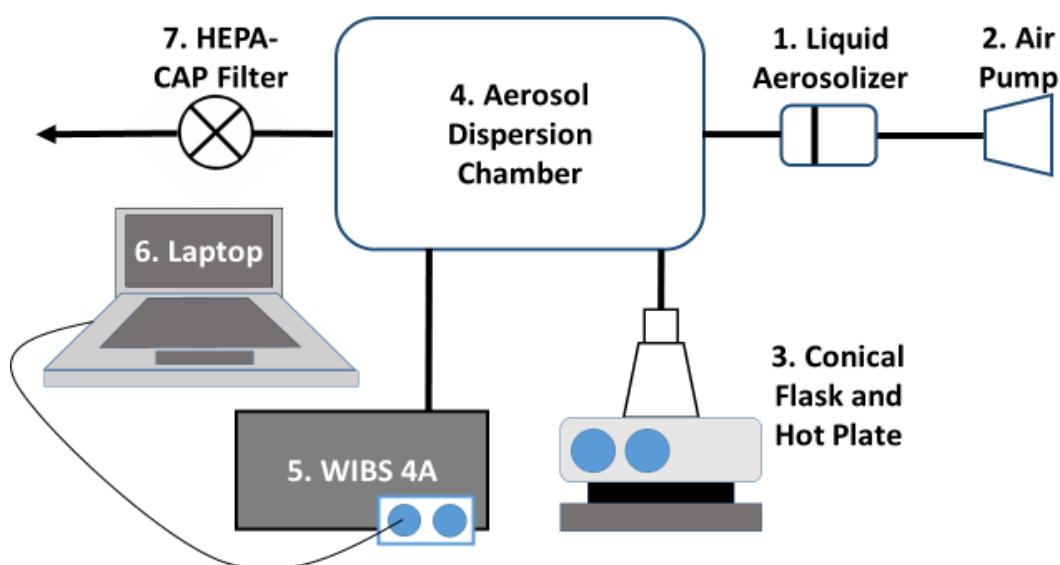 7. HEPA-
CAP Filter
1. Liquid
Aerosolizer
2. Air
Pump
4. Aerosol
Dispersion
Chamber
6. Laptop
3. Conical
Flask and
Hot Plate
5. WIBS 4A